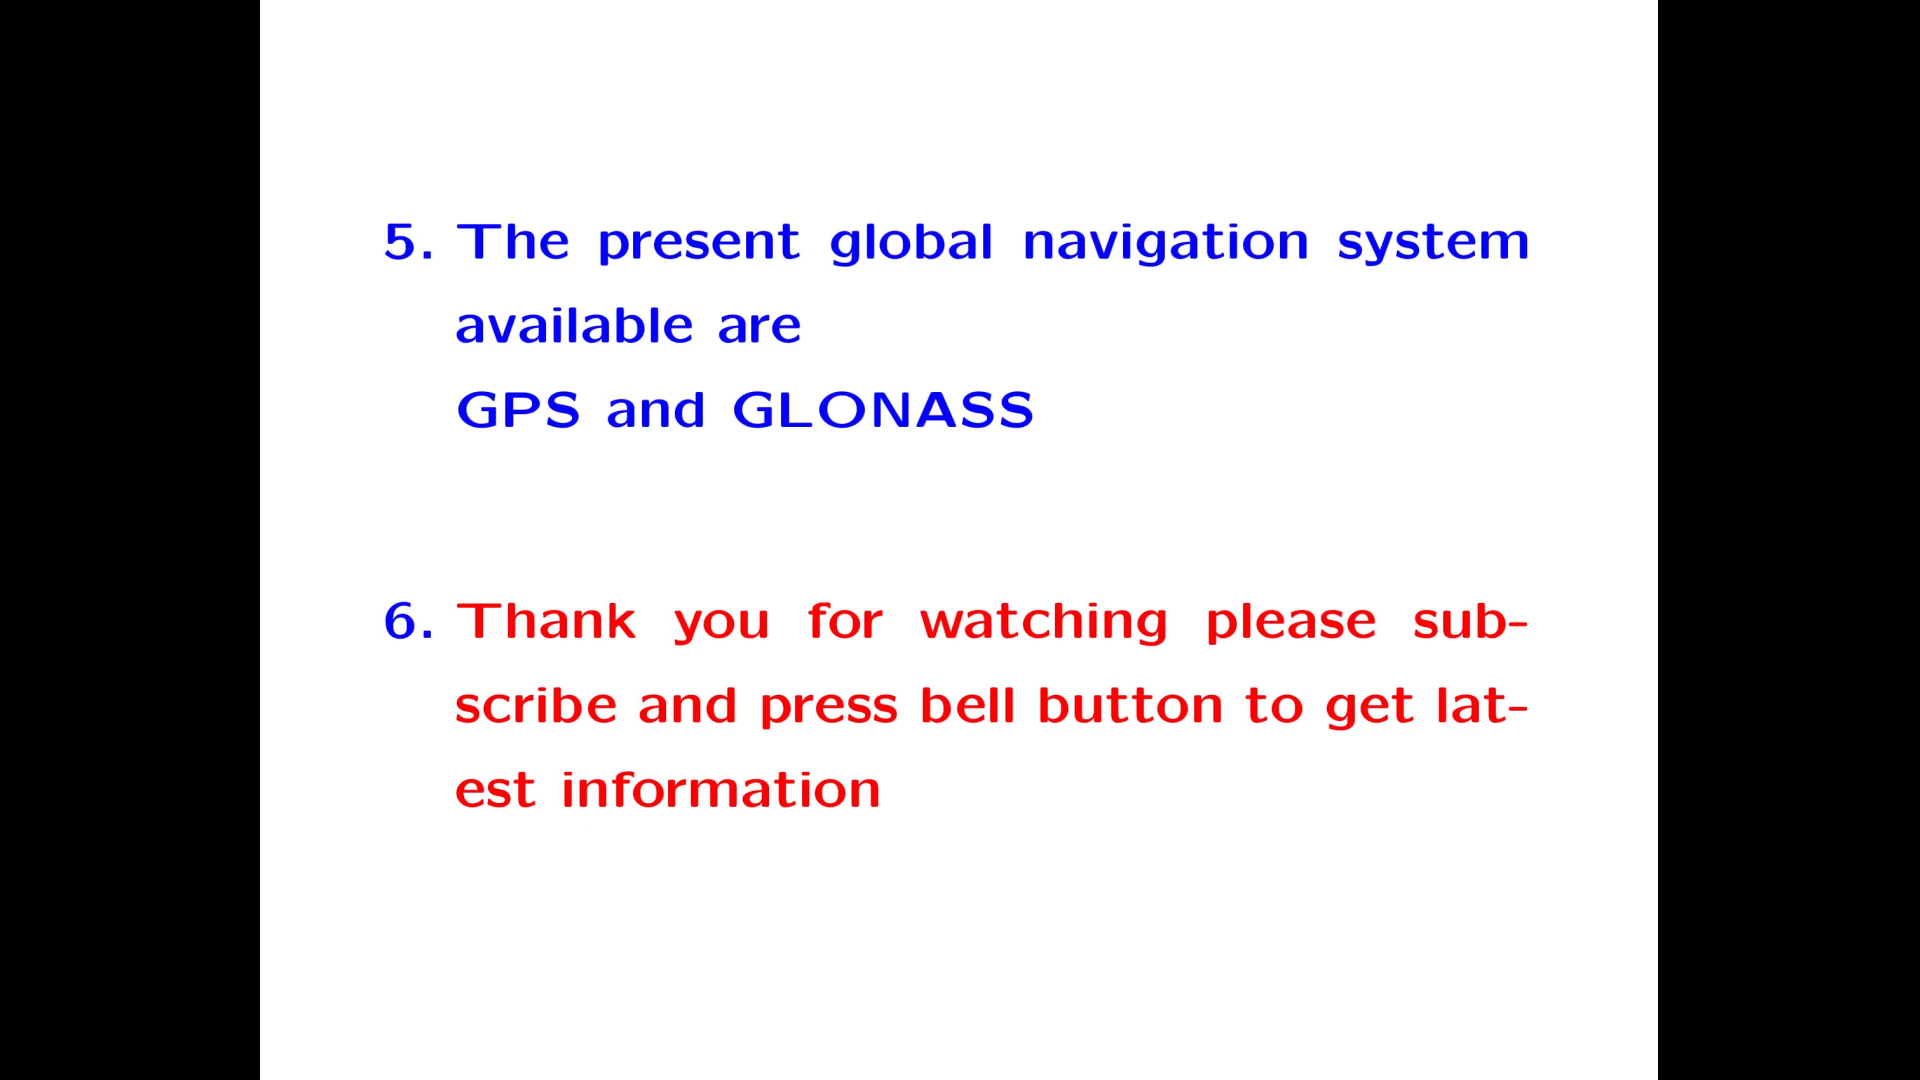 5. The present global navigation system
available are
GPS and GLONASS
6. Thank you for watching please sub-
scribe and press bell button to get lat-
est information